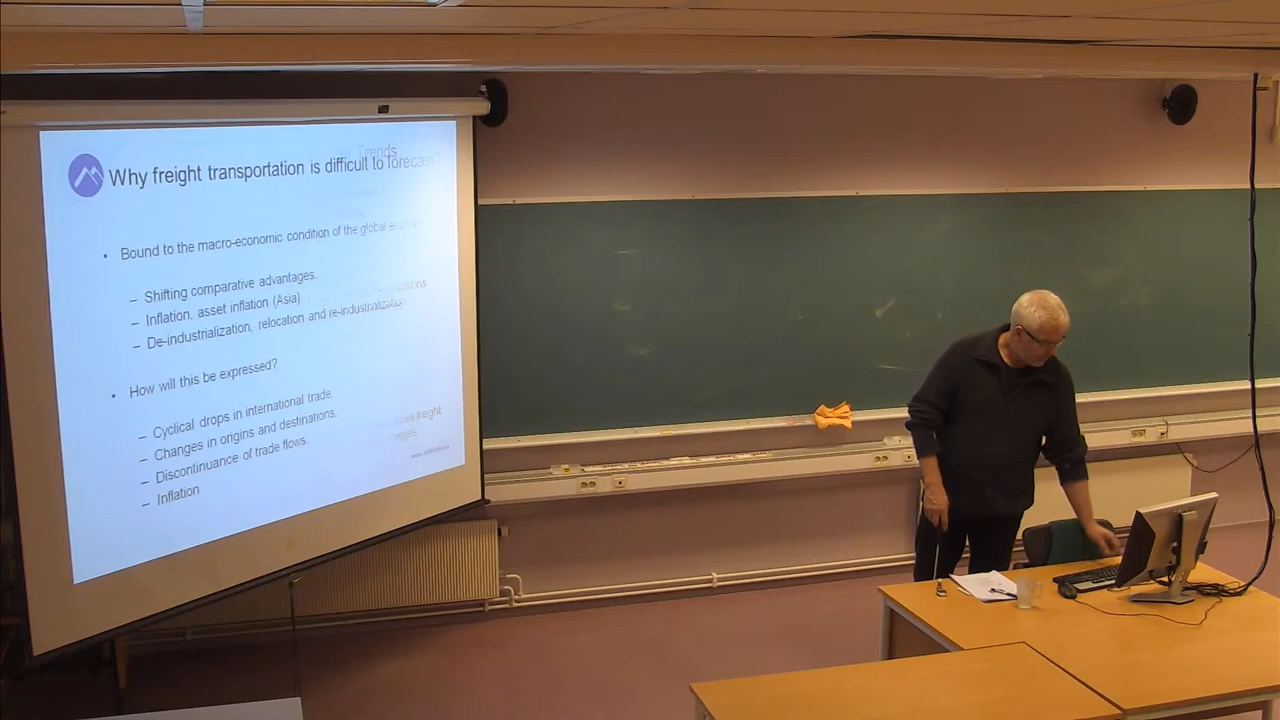 Why freight transportation is difficult to forecast?
Trends
• Bound to the macro-economic condition of the global
– Shifting comparative advantages.
– Inflation, asset inflation (Asia)
– De-industrialization, relocation and re-industrialization
• How will this be expressed?
– Cyclical drops in international trade.
– Changes in origins and destinations.
– Discontinuance of trade flows.
– Inflation
freight